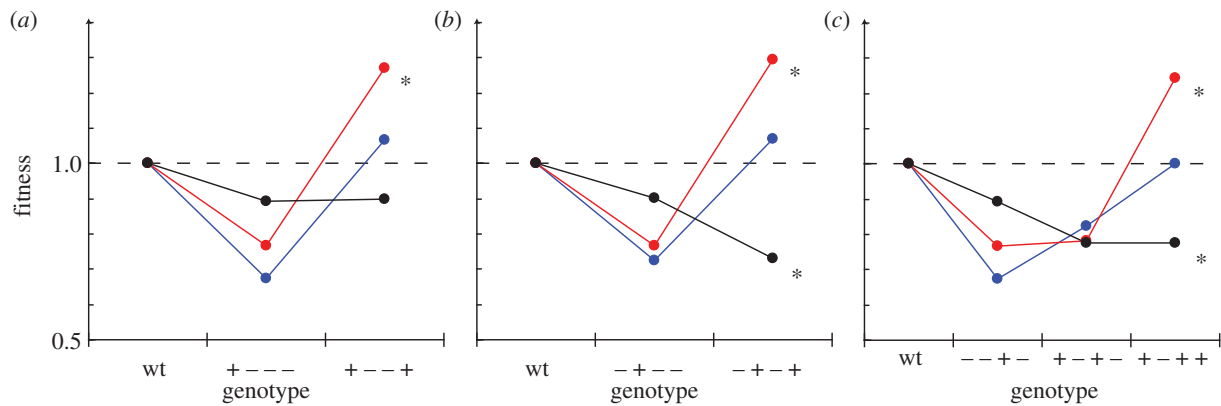 (a)
(b)
(c)
fitness
1.0
0.5
*
*
*
*
*
wt + − − − + − − +
genotype
wt − + − − − + − +
genotype
wt − − + − + − + − + − + +
genotype